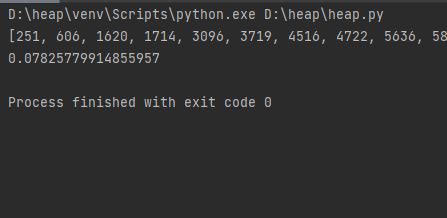 D:\heap\venv\Scripts\python.exe D:\heap\heap.py
[251, 606, 1620, 1714, 3096, 3719, 4516, 4722, 5636, 58
0.07825779914855957
Process finished with exit code 0